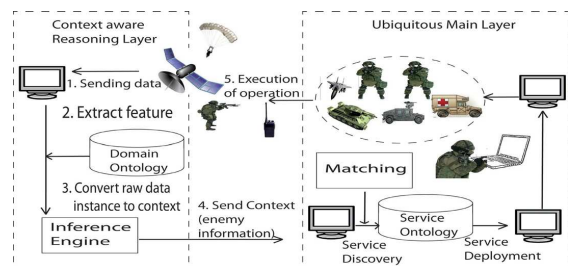 Context aware
Reasoning Layer
Ubiquitous Main Layer
1. Sending data
5. Execution
of operation
2. Extract feature
Domain
Ontology
3. Convert raw data
instance to context
Inference
Engine
4. Send Context
(enemy
information)
Matching
Service
Ontology
Service
Discovery
Service
Deployment